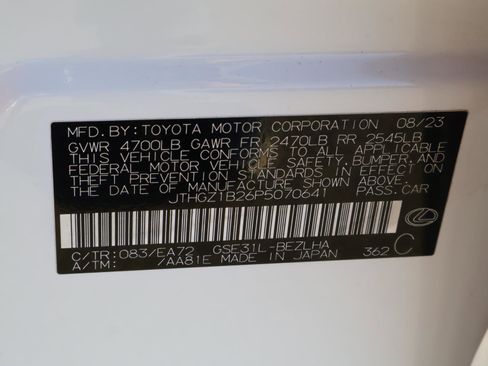 MFD.BY:TOYOTA MOTOR CORPORATION 08/23
GVWR 4700LB GAWR FR 2470LB RR 2545LB
THIS VEHICLE CONFORMS TO ALL APPLICABLE
FEDERAL MOTOR VEHICLE SAFETY, BUMPER, AND
THEFT PREVENTION STANDARDS IN EFFECT ON
THE DATE OF MANUFACTURE SHOWN ABOVE.
JTHGZ1B26P5070641 PASS.CAR
C/TR:083/EA72 GSE31L-BEZLHA
A/TM: /AA81E MADE IN JAPAN 362 C